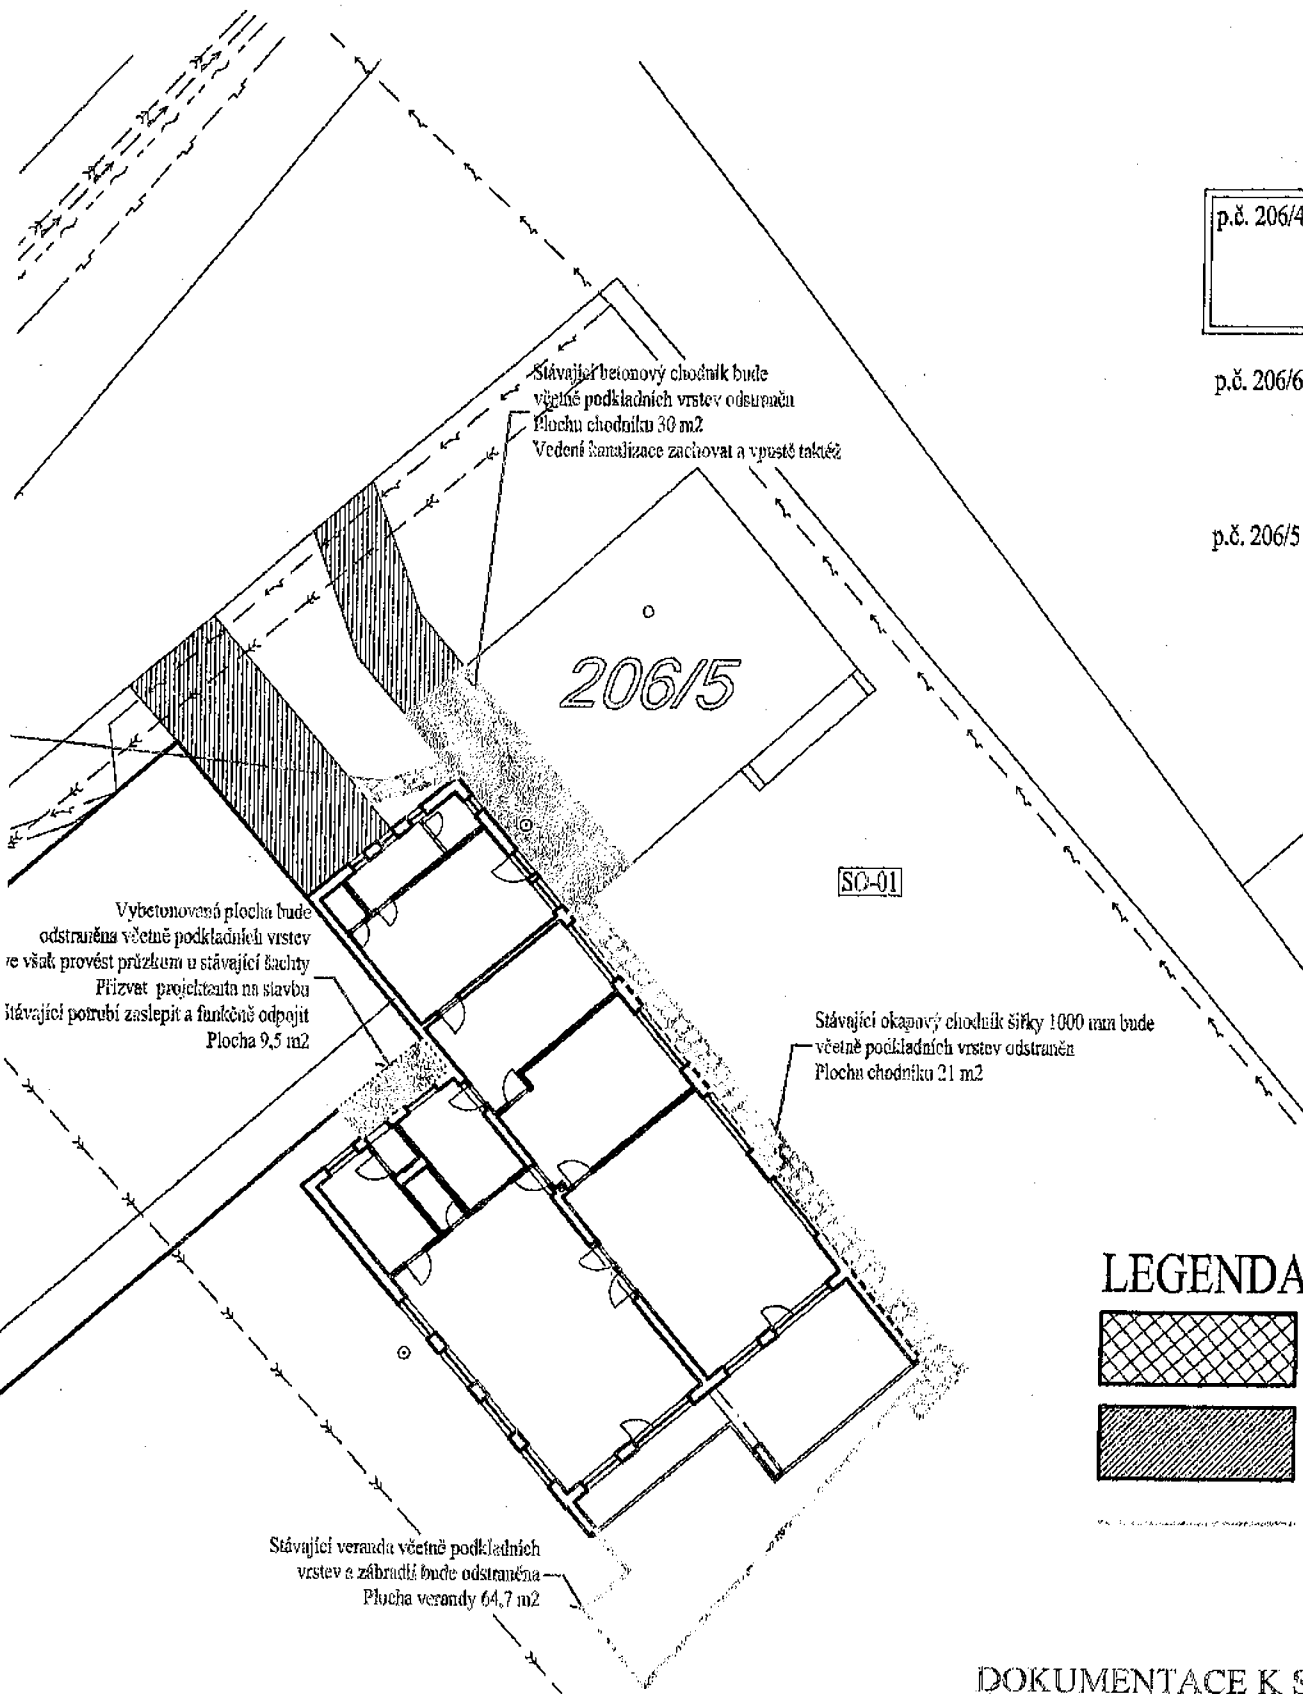 p.č. 206/4
p.č. 206/6
p.č. 206/5
Stávající betonový chodník bude
včetně podkladních vrstev odstraněn
Plochu chodníku 30 m2
Vedení kanalizace zachovat a vpustě taktéž
206/5
SO-01
Vybetonovaná plocha bude
odstraněna včetně podkladních vrstev
ve však provést průzkum u stávající šachty
Přizvat projektanta na stavbu
Stávající potrubí zaslepit a funkčně odpojit
Plocha 9,5 m2
Stávající okapový chodník šířky 1000 mm bude
včetně podkladních vrstev odstraněn
Plochu chodníku 21 m2
LEGENDA
Stávající veranda včetně podkladních
vrstev a zábradlí bude odstraněna
Plocha verandy 64,7 m2
DOKUMENTACE K S